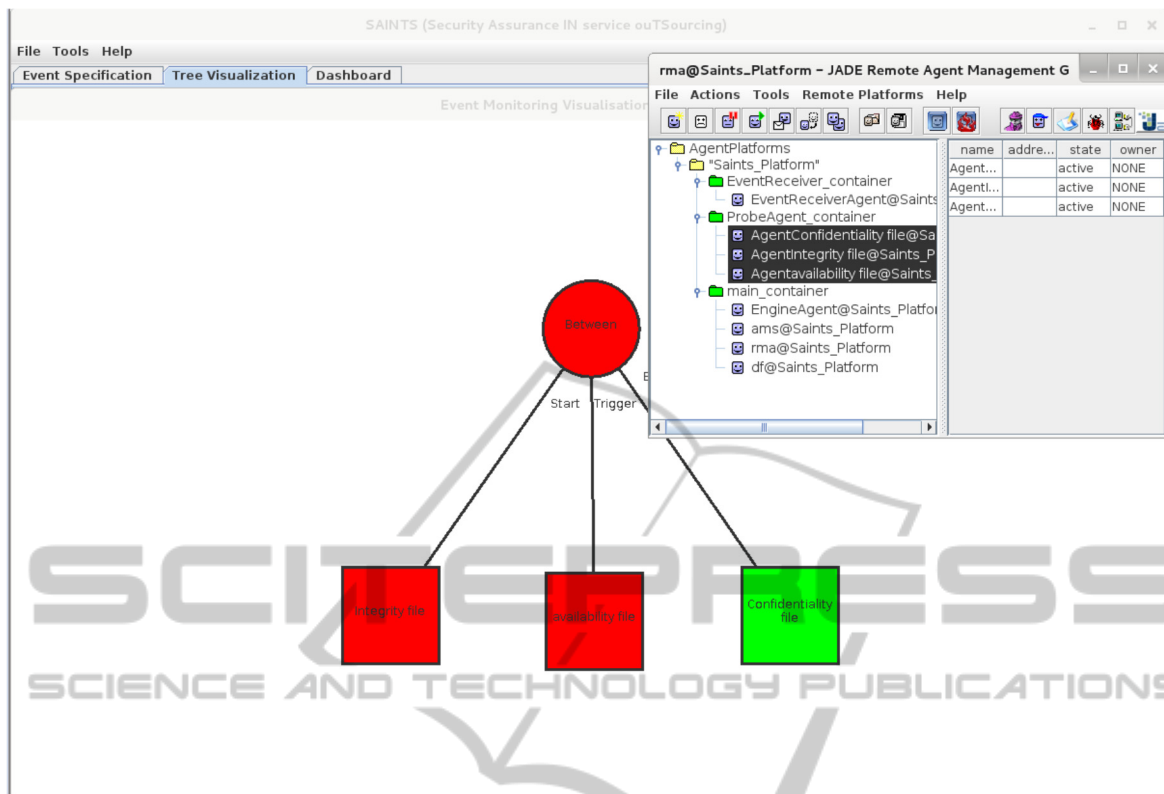 SAINTS (Security Assurance IN service ouTSourcing)
File Tools Help
Event Specification Tree Visualization Dashboard
Event Monitoring Visualisation
rma@Saints_Platform – JADE Remote Agent Management G
File Actions Tools Remote Platforms Help
AgentPlatforms
"Saints_Platform"
EventReceiver_container
EventReceiverAgent@Saints
ProbeAgent_container
AgentConfidentiality file@Sa
AgentIntegrity file@Saints_P
Agentavailability file@Saints_
main_container
EngineAgent@Saints_Platfor
ams@Saints_Platform
rma@Saints_Platform
df@Saints_Platform
name addre... state owner
Agent... active NONE
AgentI... active NONE
Agent... active NONE
Between
Start Trigger
Integrity file
availability file
Confidentiality
file
SCITEPRESS
SCIENCE AND TECHNOLOGY PUBLICATIONS